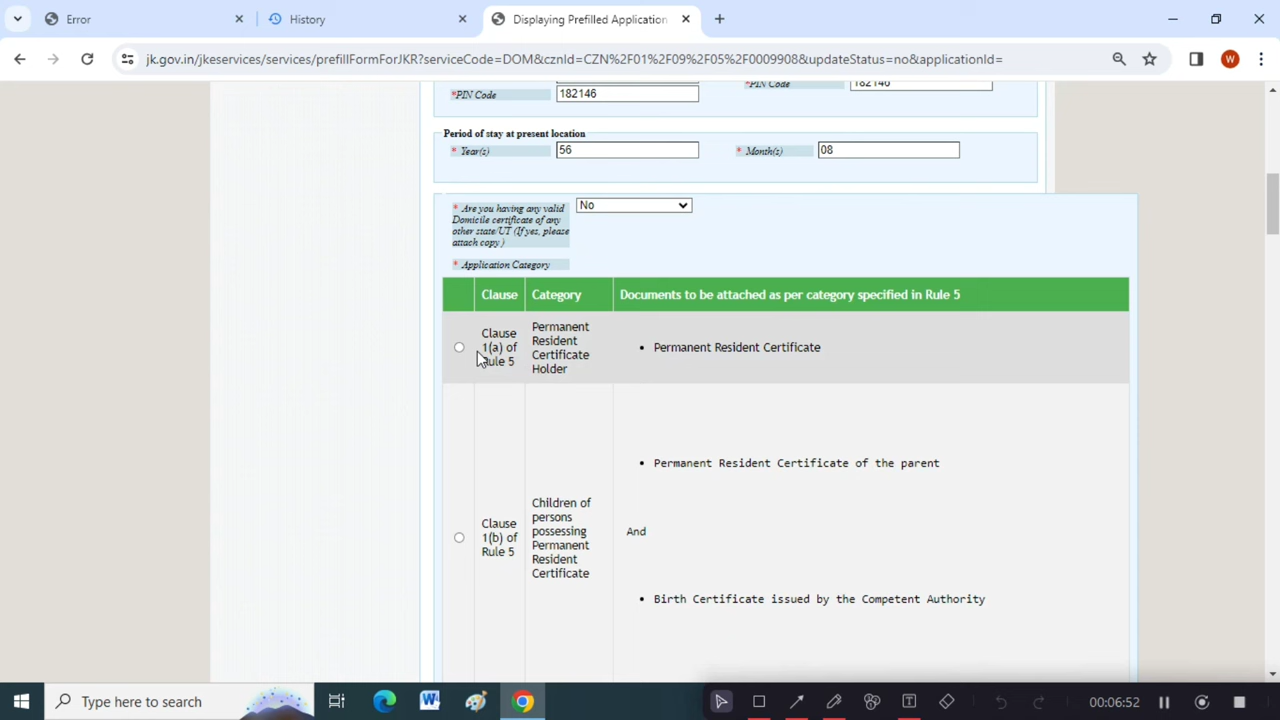 Error
History
Displaying Prefilled Application
jk.gov.in/jkeservices/services/prefillFormForJKR?serviceCode=DOM&cznId=CZN%2F01%2F09%2F05%2F0009908&updateStatus=no&applicationId=
W
*PIN Code 182146 *PIN Code 182146
Period of stay at present location
* Year(s) 56 * Month(s) 08
* Are you having any valid
Domicile certificate of any
other state/UT (If yes, please
attach copy )
No
* Application Category
Clause Category Documents to be attached as per category specified in Rule 5
Clause
1(a) of
Rule 5
Permanent
Resident
Certificate
Holder
• Permanent Resident Certificate
Clause
1(b) of
Rule 5
Children of
persons
possessing
Permanent
Resident
Certificate
• Permanent Resident Certificate of the parent
And
• Birth Certificate issued by the Competent Authority
Type here to search
W
T
00:06:52